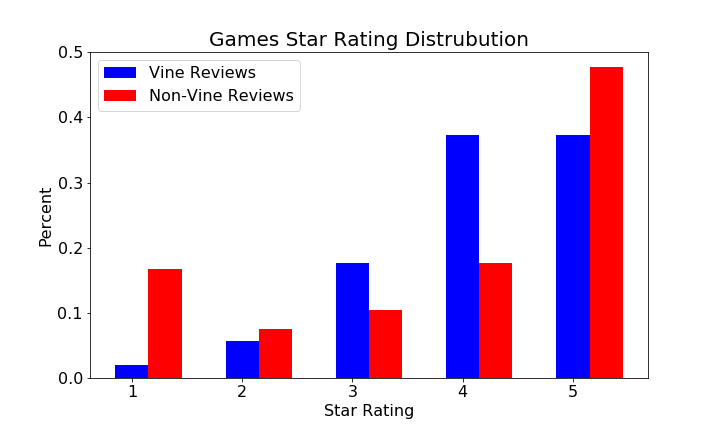 Games Star Rating Distrubution
Vine Reviews
Non-Vine Reviews
Percent
0.5
0.4
0.3
0.2
0.1
0.0
1 2 3 4 5
Star Rating